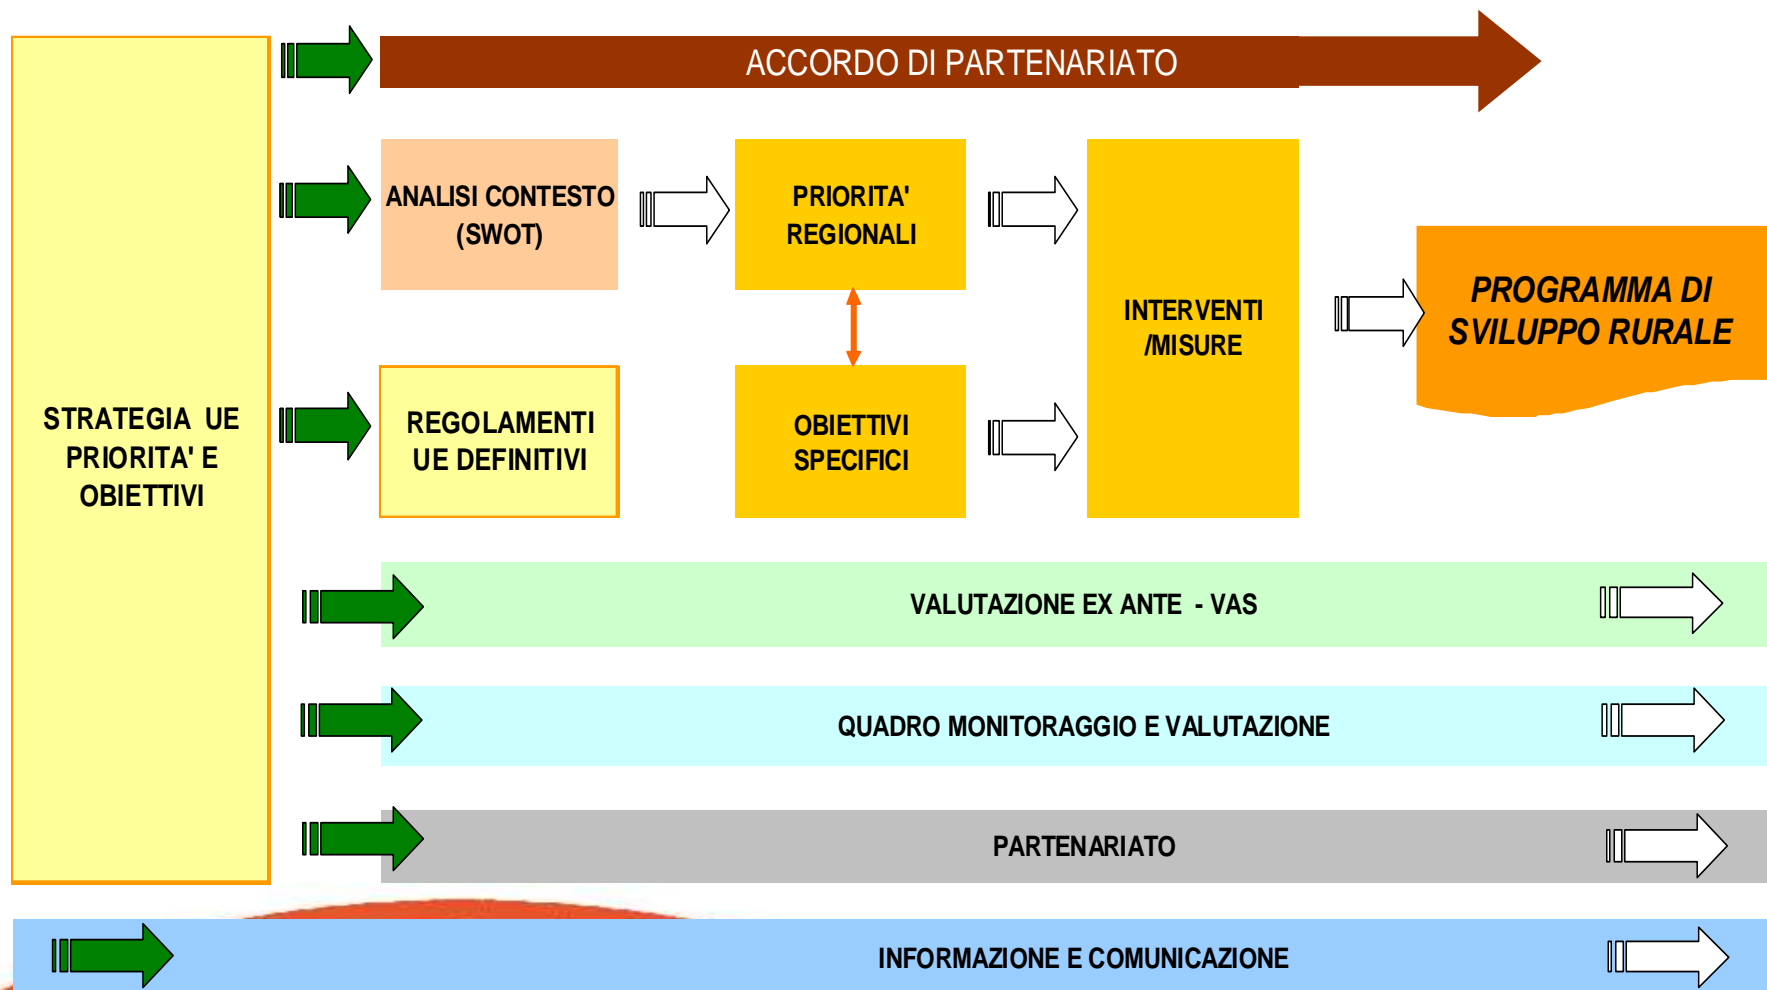 ACCORDO DI PARTENARIATO
ANALISI CONTESTO
(SWOT)
PRIORITA'
REGIONALI
INTERVENTI
/MISURE
PROGRAMMA DI
SVILUPPO RURALE
STRATEGIA UE
PRIORITA' E
OBIETTIVI
REGOLAMENTI
UE DEFINITIVI
OBIETTIVI
SPECIFICI
VALUTAZIONE EX ANTE - VAS
QUADRO MONITORAGGIO E VALUTAZIONE
PARTENARIATO
INFORMAZIONE E COMUNICAZIONE